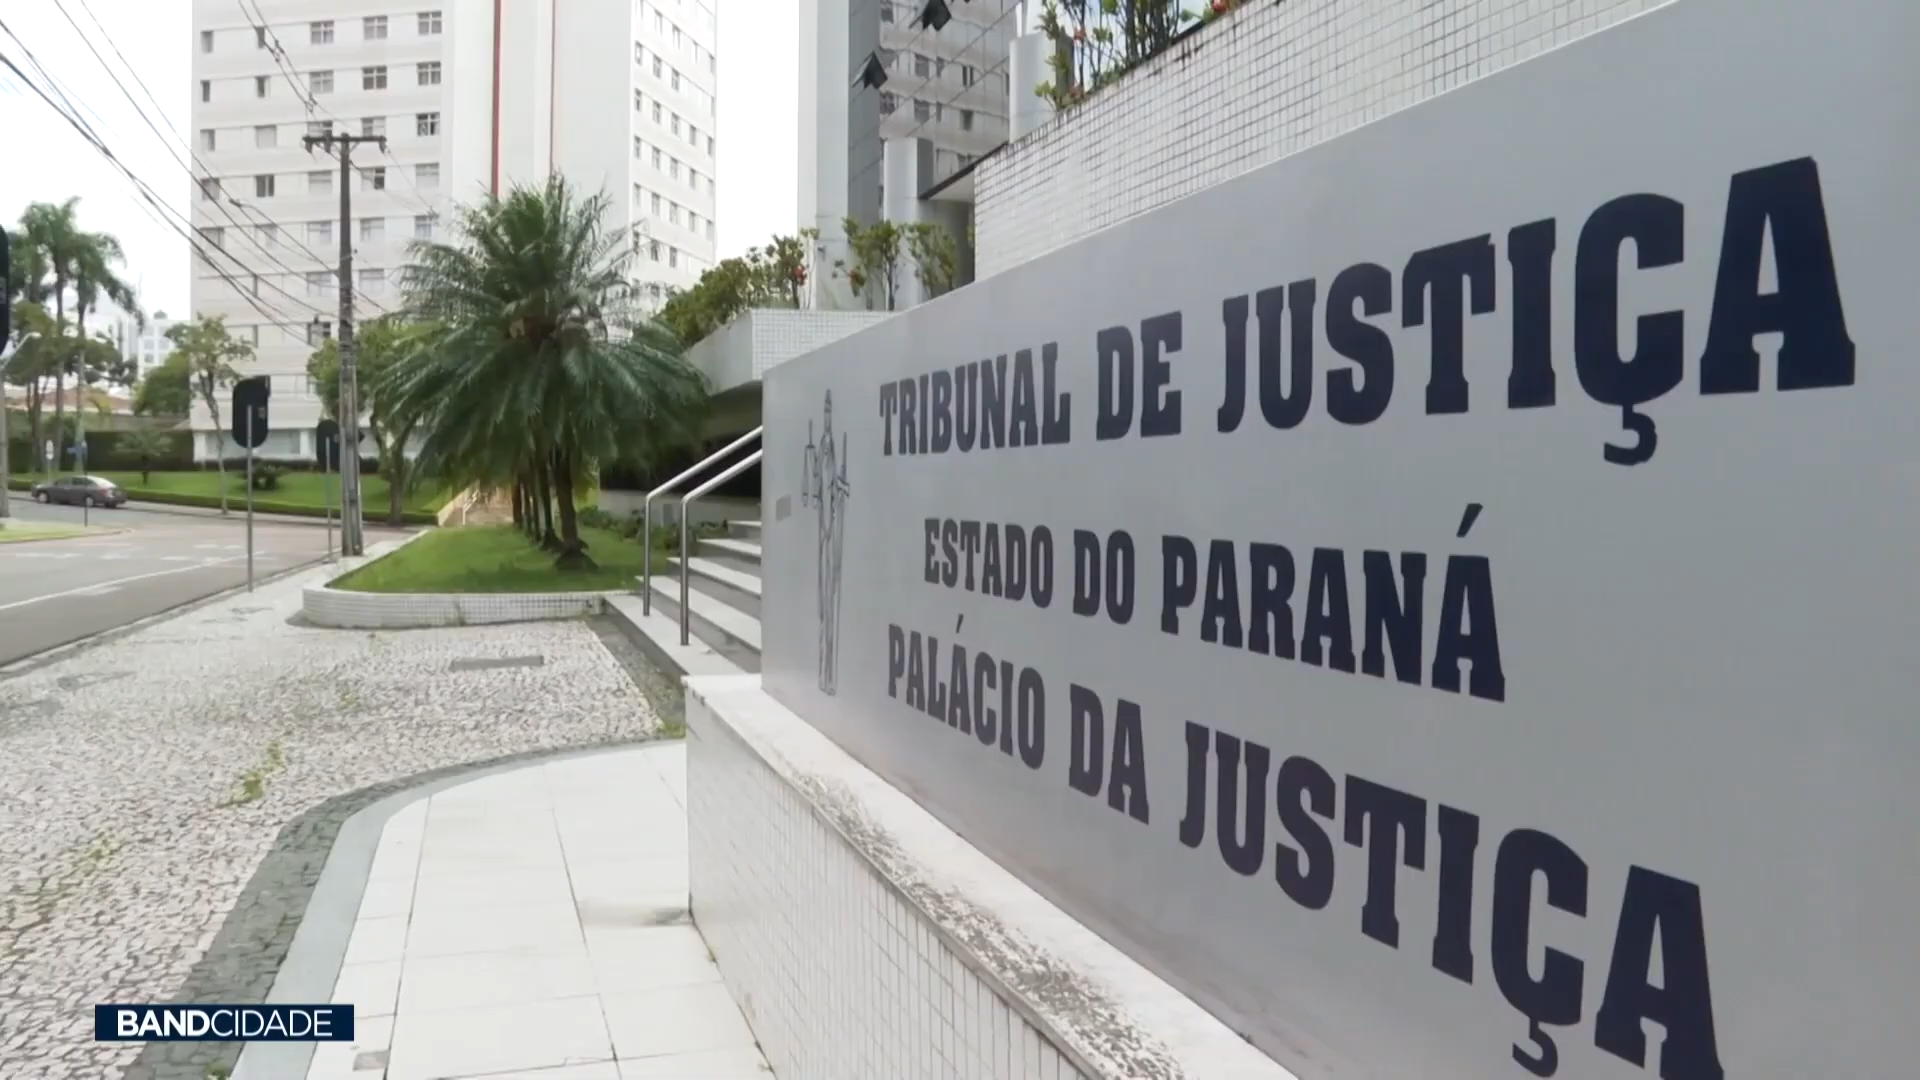 TRIBUNAL DE JUSTIÇA
ESTADO DO PARANÁ
PALÁCIO DA JUSTIÇA
BANDCIDADE